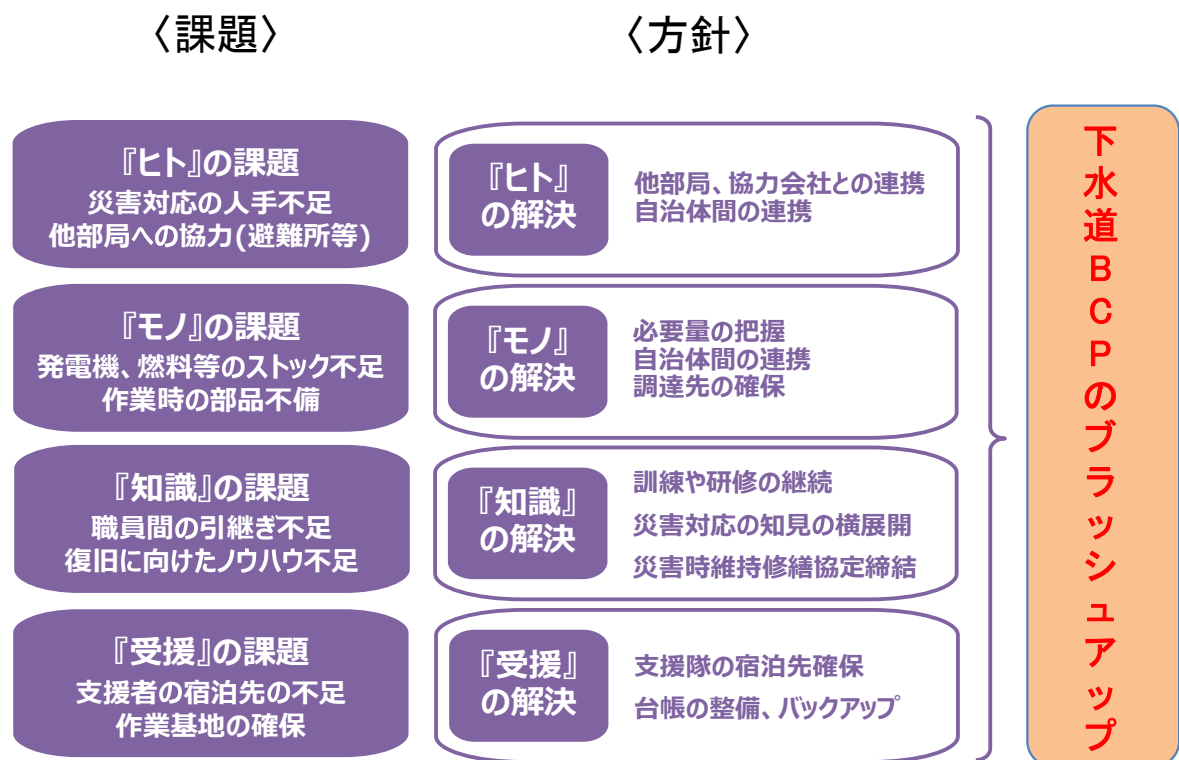 〈課題〉
〈方針〉
『ヒト』の課題
災害対応の人手不足
他部局への協力(避難所等)
『ヒト』
の解決
他部局、協力会社との連携
自治体間の連携
『モノ』の課題
発電機、燃料等のストック不足
作業時の部品不備
『モノ』
の解決
必要量の把握
自治体間の連携
調達先の確保
『知識』の課題
職員間の引継ぎ不足
復旧に向けたノウハウ不足
『知識』
の解決
訓練や研修の継続
災害対応の知見の横展開
災害時維持修繕協定締結
『受援』の課題
支援者の宿泊先の不足
作業基地の確保
『受援』
の解決
支援隊の宿泊先確保
台帳の整備、バックアップ
下水道BCPのブラッシュアップ